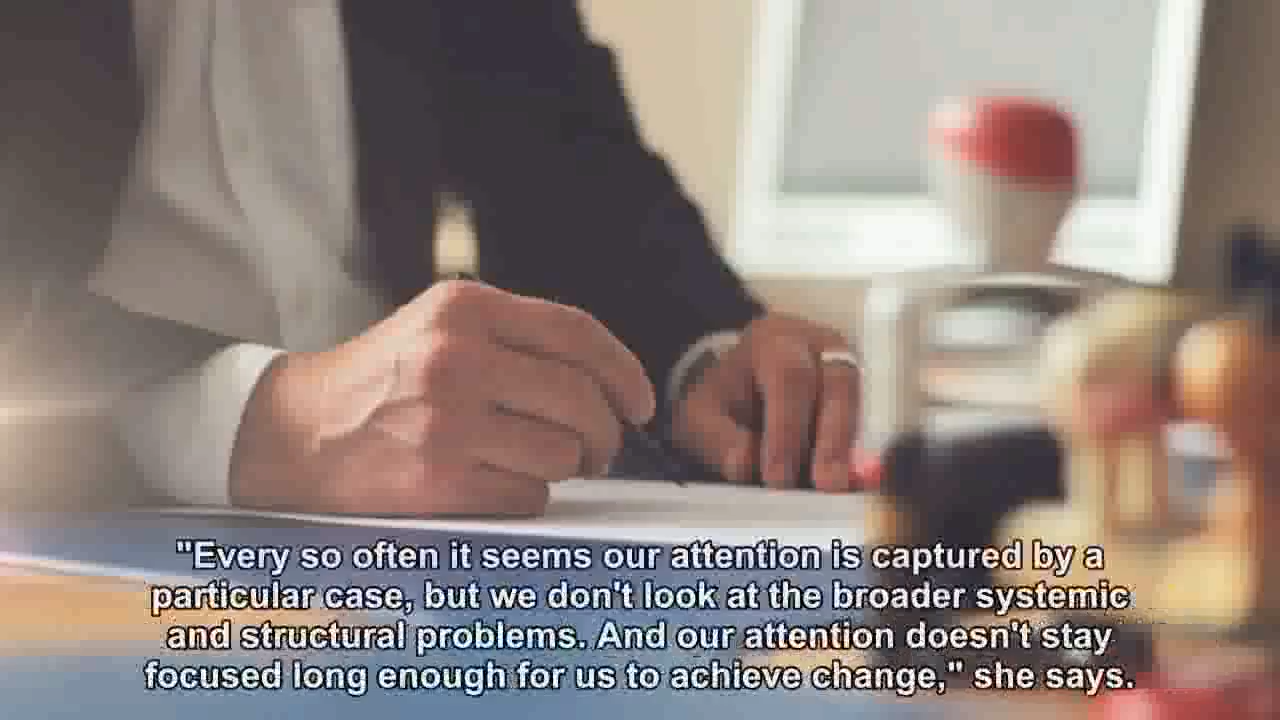 "Every so often it seems our attention is captured by a
particular case, but we don't look at the broader systemic
and structural problems. And our attention doesn't stay
focused long enough for us to achieve change," she says.